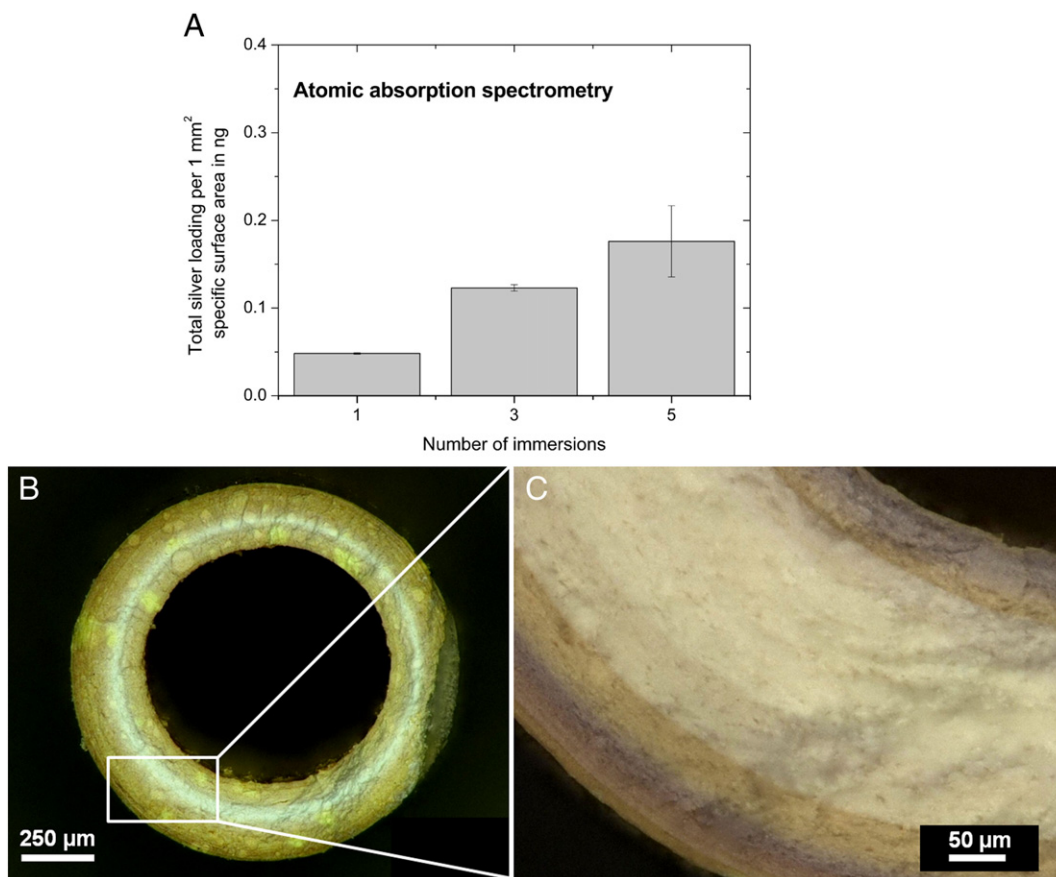 A
Atomic absorption spectrometry
Total silver loading per 1 mm²
specific surface area in ng
0.4
0.3
0.2
0.1
0.0
1 3 5
Number of immersions
B
250 µm
C
50 µm